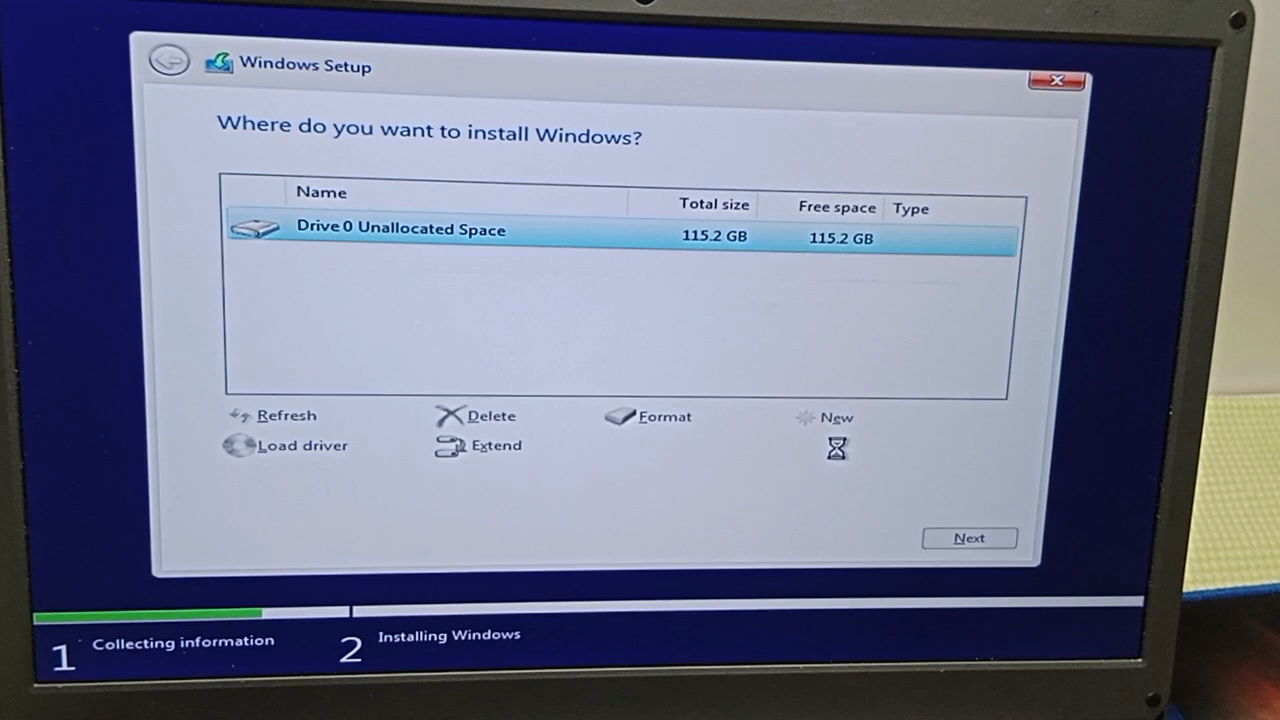 Windows Setup
Where do you want to install Windows?
Name Total size Free space Type
Drive 0 Unallocated Space 115.2 GB 115.2 GB
Refresh Delete Format New
Load driver Extend
Next
1 Collecting information 2 Installing Windows